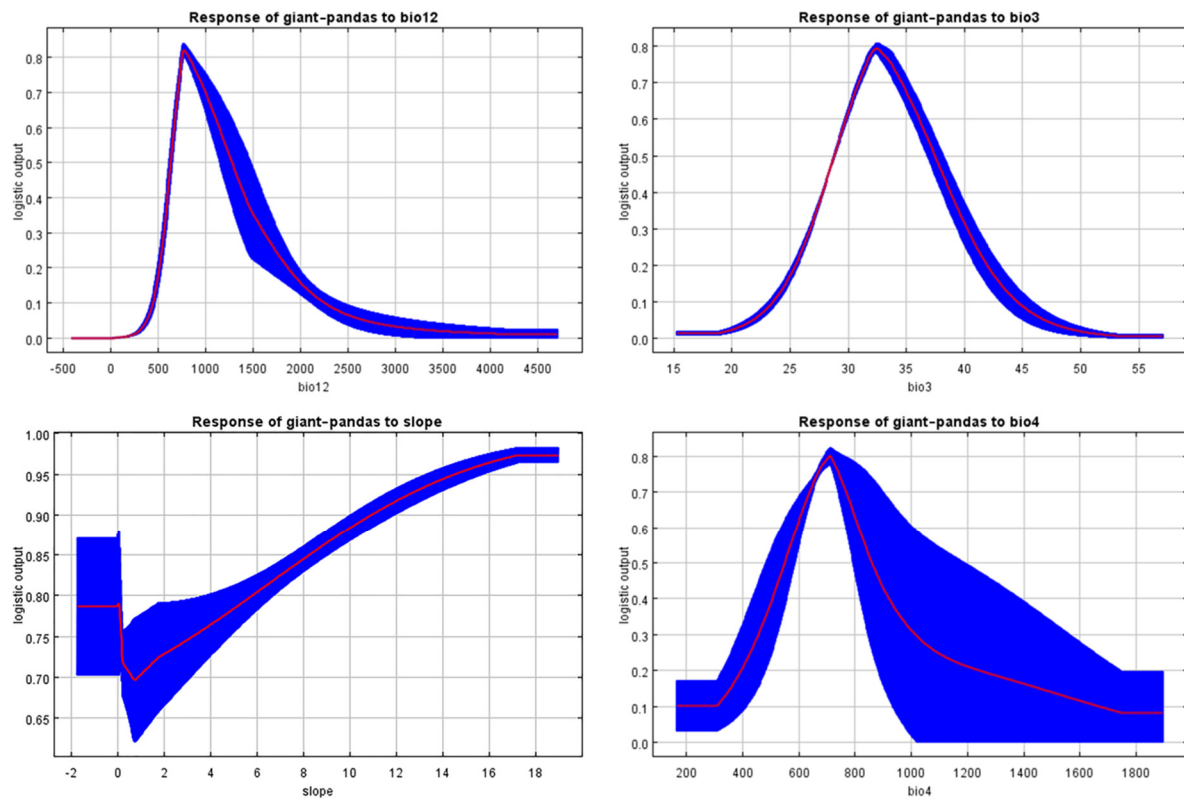 Response of giant-pandas to bio12
0.8
0.7
0.6
0.5
0.4
0.3
0.2
0.1
0.0
logistic output
-500 0 500 1000 1500 2000 2500 3000 3500 4000 4500
bio12
Response of giant-pandas to bio3
0.8
0.7
0.6
0.5
0.4
0.3
0.2
0.1
0.0
logistic output
15 20 25 30 35 40 45 50 55
bio3
Response of giant-pandas to slope
1.00
0.95
0.90
0.85
0.80
0.75
0.70
0.65
logistic output
-2 0 2 4 6 8 10 12 14 16 18
slope
Response of giant-pandas to bio4
0.8
0.7
0.6
0.5
0.4
0.3
0.2
0.1
0.0
logistic output
200 400 600 800 1000 1200 1400 1600 1800
bio4